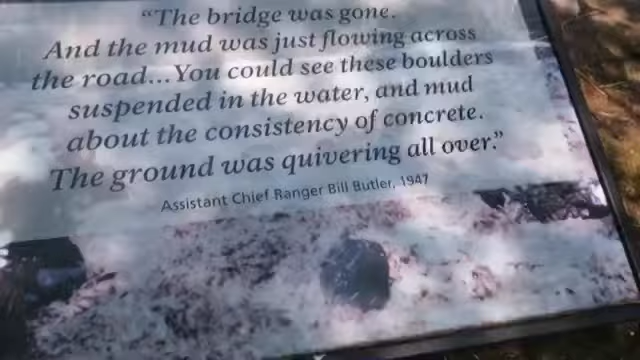 “The bridge was gone.
And the mud was just flowing across
the road...You could see these boulders
suspended in the water, and mud
about the consistency of concrete.
The ground was quivering all over.”
Assistant Chief Ranger Bill Butler, 1947